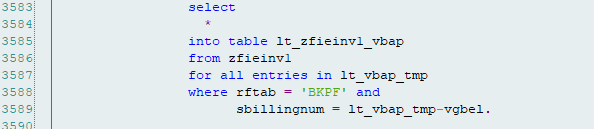 3583 select
3584 *
3585 into table lt_zfieinv1_vbap
3586 from zfieinv1
3587 for all entries in lt_vbap_tmp
3588 where rftab = 'BKPF' and
3589 sbillingnum = lt_vbap_tmp-vgbel.
3590